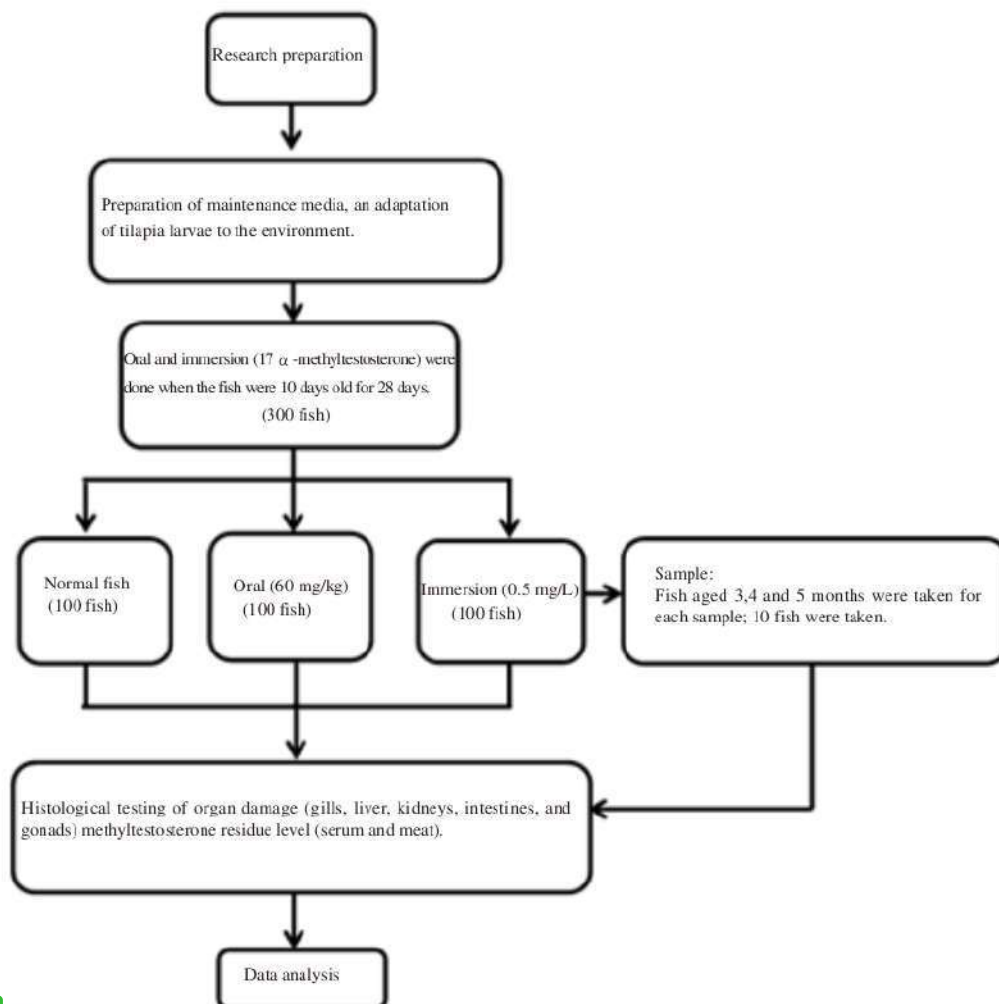 Research preparation
Preparation of maintenance media, an adaptation
of tilapia larvae to the environment.
Oral and immersion (17 α -methyltestosterone) were
done when the fish were 10 days old for 28 days.
(300 fish)
Normal fish
(100 fish)
Oral (60 mg/kg)
(100 fish)
Immersion (0.5 mg/L)
(100 fish)
Sample:
Fish aged 3,4 and 5 months were taken for
each sample; 10 fish were taken.
Histological testing of organ damage (gills, liver, kidneys, intestines, and
gonads) methyltestosterone residue level (serum and meat).
Data analysis